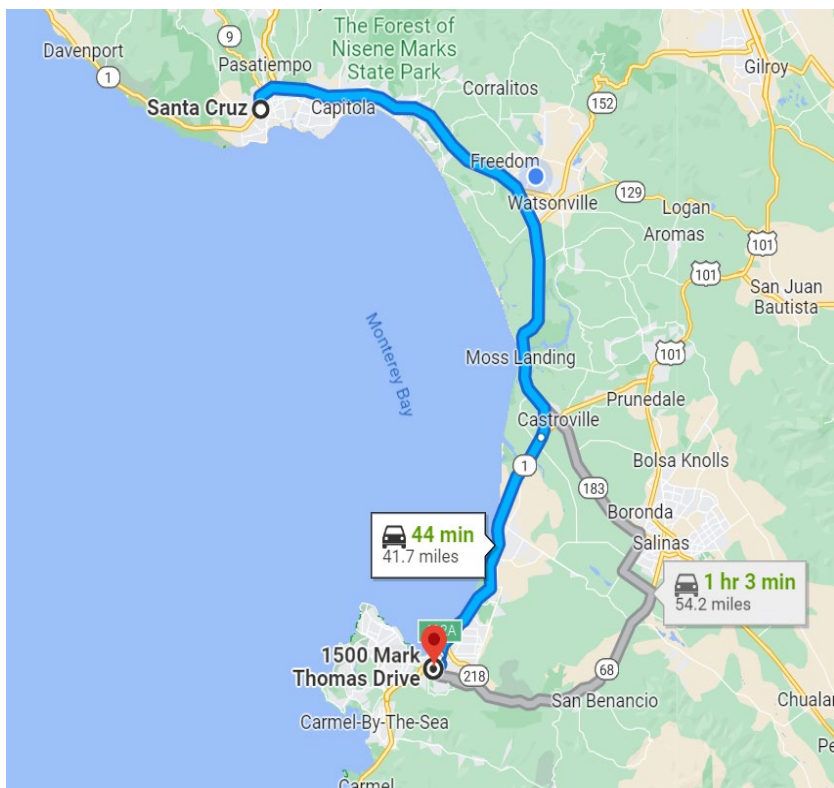 The Forest of
Nisene Marks
State Park
9
Davenport
Pasatiempo
Gilroy
1
Corralitos
152
Santa Cruz
Capitola
Freedom
129
Watsonville
Logan
Aromas
101
101
San Juan
Bautista
Monterey Bay
Moss Landing
101
Prunedale
Castroville
Bolsa Knolls
1
183
Boronda
44 min
41.7 miles
Salinas
1 hr 3 min
54.2 miles
1500 Mark
Thomas Drive
218
68
San Benancio
Chualar
Carmel-By-The-Sea
Pe
Carmel